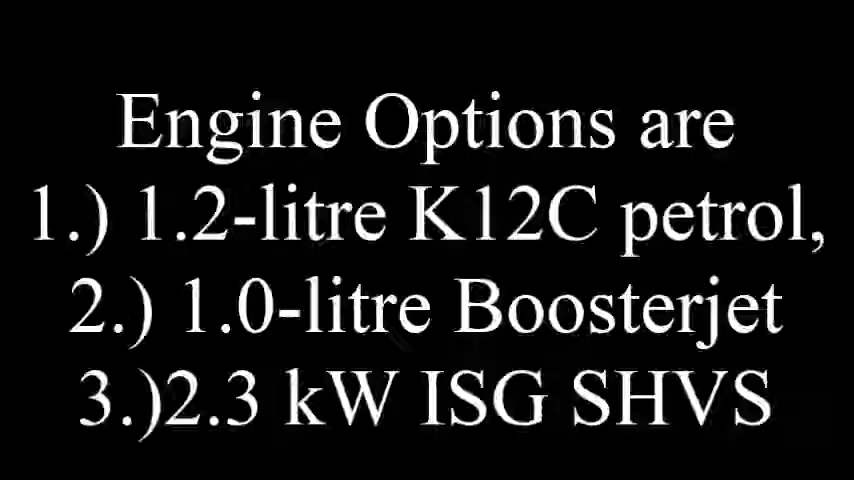 Engine Options are
1.) 1.2-litre K12C petrol,
2.) 1.0-litre Boosterjet
3.)2.3 kW ISG SHVS